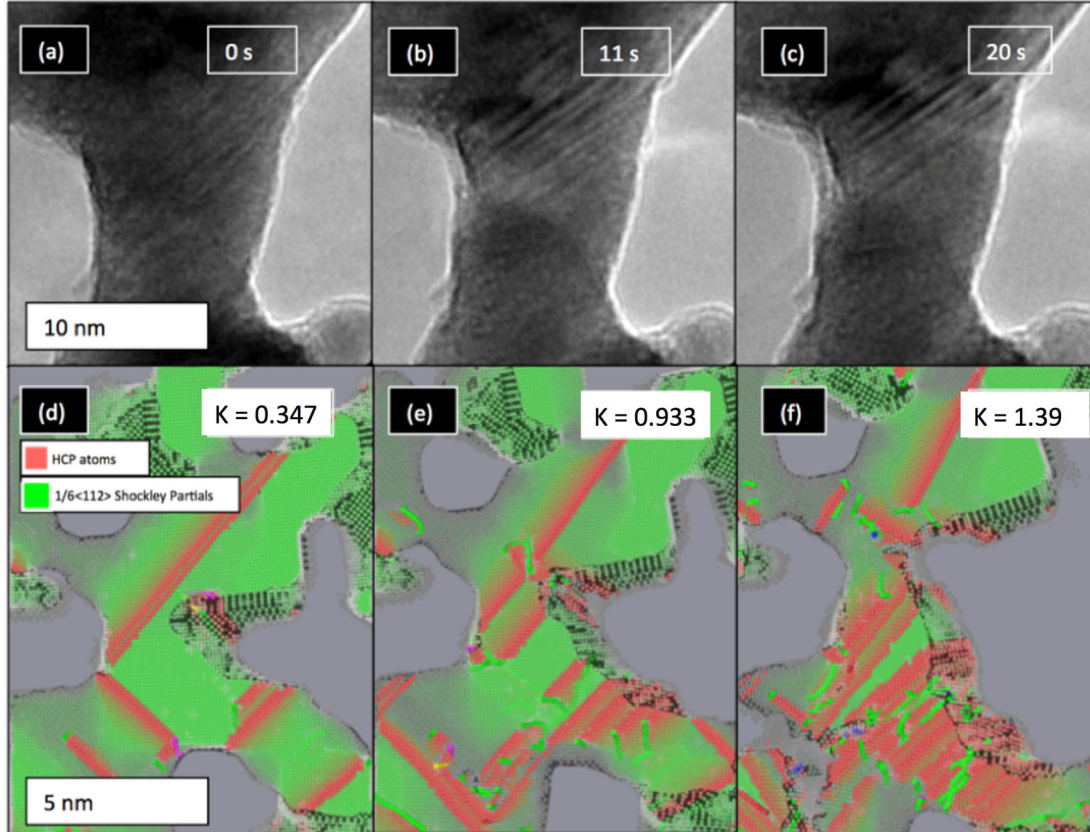 (a)
0 s
(b)
11 s
(c)
20 s
10 nm
(d)
K = 0.347
(e)
K = 0.933
(f)
K = 1.39
HCP atoms
1/6<112> Shockley Partials
5 nm